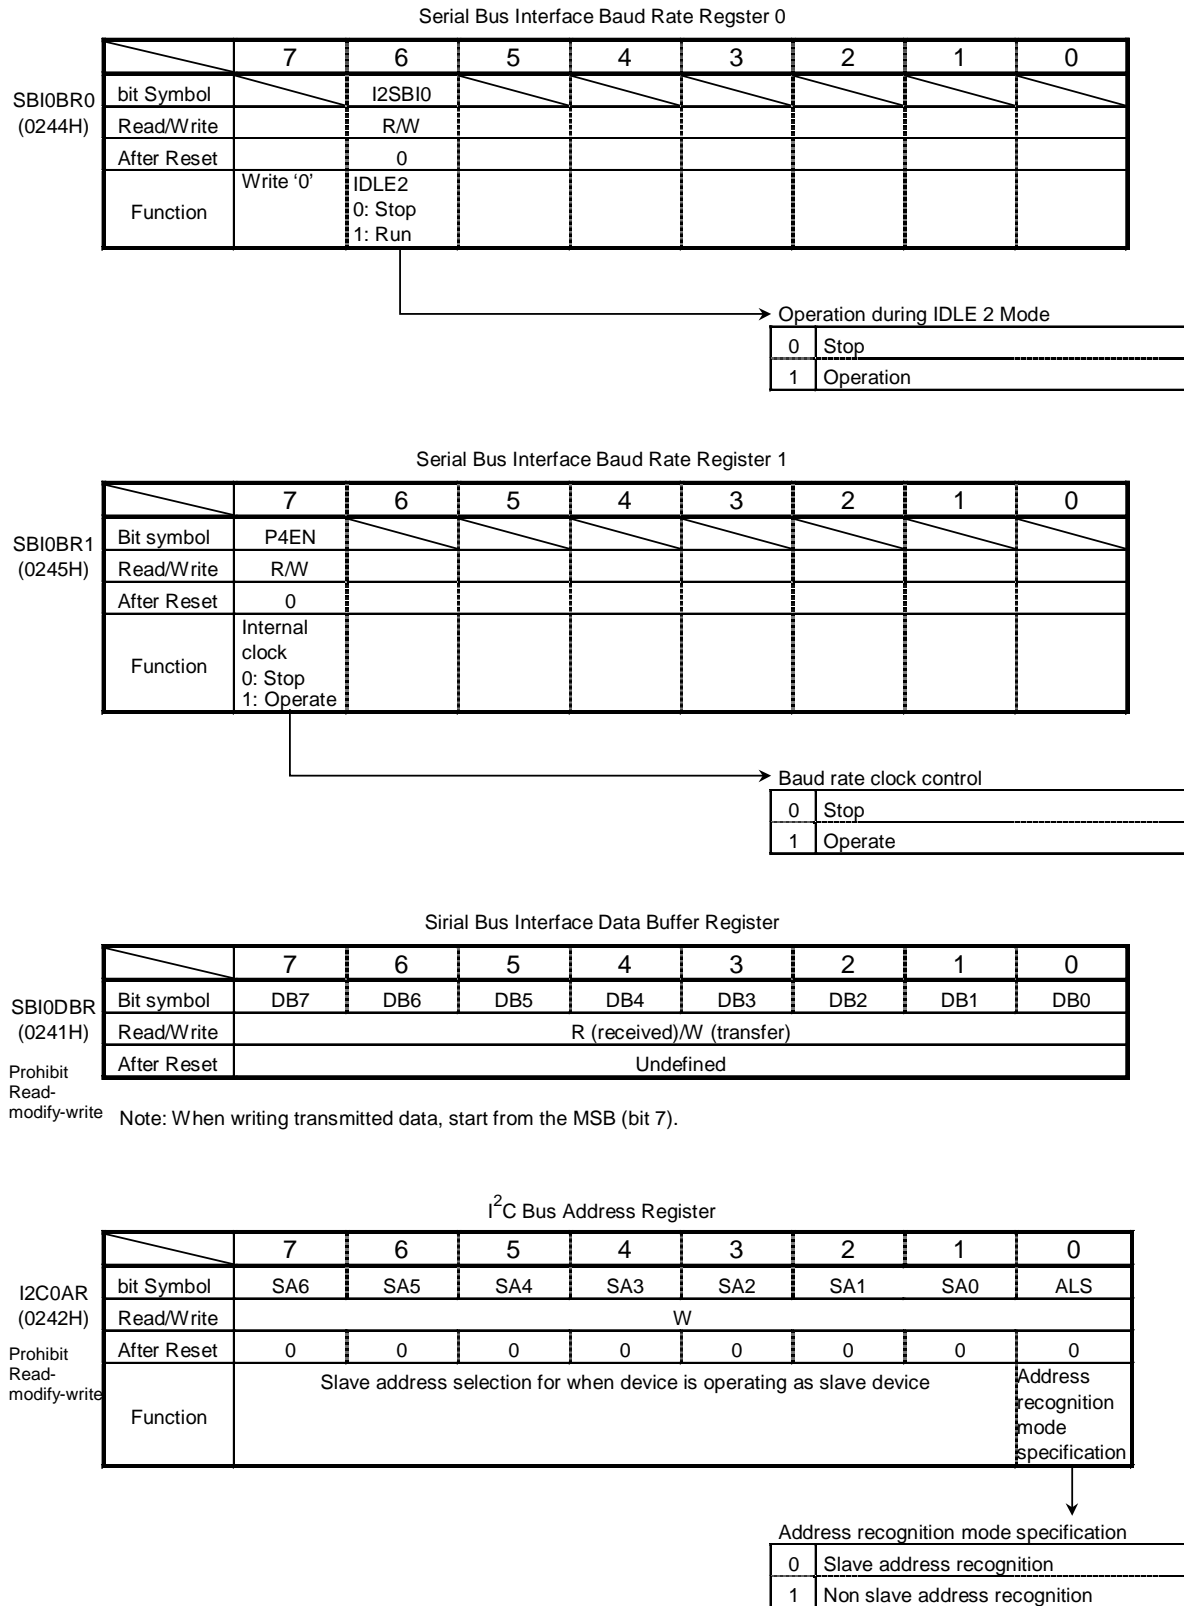 Serial Bus Interface Baud Rate Regster 0
7 6 5 4 3 2 1 0
SBI0BR0
(0244H)
bit Symbol I2SBI0
Read/Write R/W
After Reset 0
Function Write ‘0’ IDLE2
0: Stop
1: Run
Operation during IDLE 2 Mode
0 Stop
1 Operation
Serial Bus Interface Baud Rate Register 1
7 6 5 4 3 2 1 0
SBI0BR1
(0245H)
Bit symbol P4EN
Read/Write R/W
After Reset 0
Function Internal
clock
0: Stop
1: Operate
Baud rate clock control
0 Stop
1 Operate
Sirial Bus Interface Data Buffer Register
7 6 5 4 3 2 1 0
SBI0DBR
(0241H)
Bit symbol DB7 DB6 DB5 DB4 DB3 DB2 DB1 DB0
Read/Write R (received)/W (transfer)
After Reset Undefined
Prohibit
Read-
modify-write
Note: When writing transmitted data, start from the MSB (bit 7).
I2C Bus Address Register
7 6 5 4 3 2 1 0
I2C0AR
(0242H)
bit Symbol SA6 SA5 SA4 SA3 SA2 SA1 SA0 ALS
Read/Write W
After Reset 0 0 0 0 0 0 0 0
Prohibit
Read-
modify-write
Function Slave address selection for when device is operating as slave device Address
recognition
mode
specification
Address recognition mode specification
0 Slave address recognition
1 Non slave address recognition